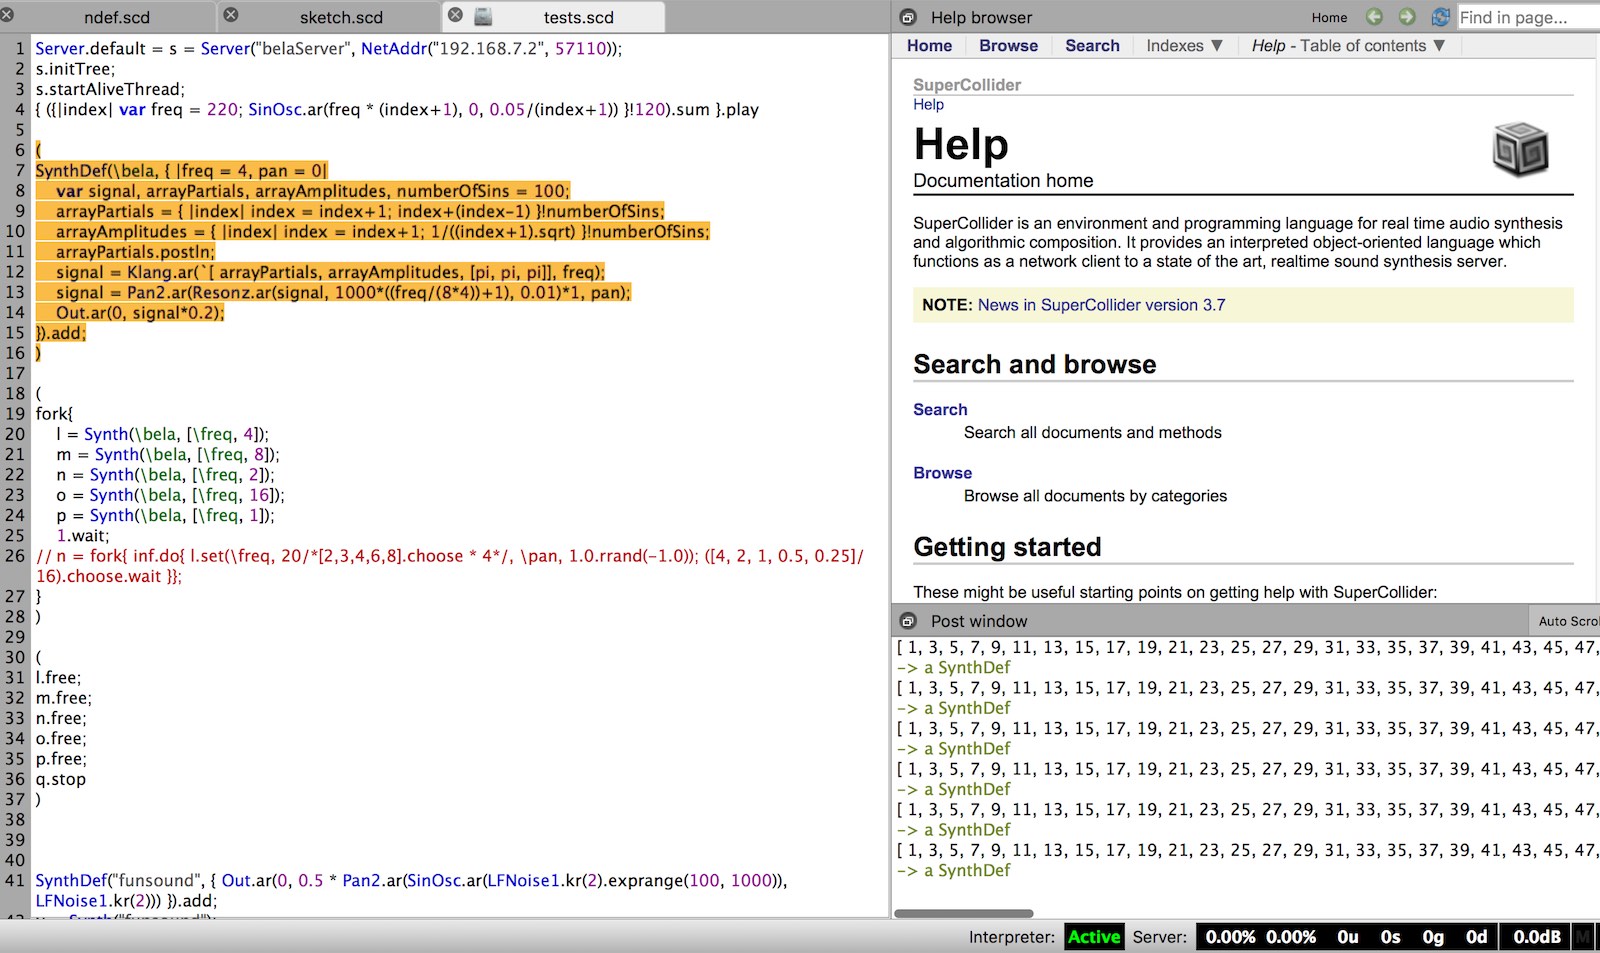 ndef.scd
sketch.scd
tests.scd
1 Server.default = s = Server("belaServer", NetAddr("192.168.7.2", 57110));
2 s.initTree;
3 s.startAliveThread;
4 { ({|index| var freq = 220; SinOsc.ar(freq * (index+1), 0, 0.05/(index+1)) }!120).sum }.play
5
6 (
7 SynthDef(\bela, { |freq = 4, pan = 0|
8 var signal, arrayPartials, arrayAmplitudes, numberOfSins = 100;
9 arrayPartials = { |index| index = index+1; index+(index-1) }!numberOfSins;
10 arrayAmplitudes = { |index| index = index+1; 1/((index+1).sqrt) }!numberOfSins;
11 arrayPartials.postln;
12 signal = Klang.ar(`[ arrayPartials, arrayAmplitudes, [pi, pi, pi]], freq);
13 signal = Pan2.ar(Resonz.ar(signal, 1000*((freq/(8*4))+1), 0.01)*1, pan);
14 Out.ar(0, signal*0.2);
15 }).add;
16 )
17
18 (
19 fork{
20 l = Synth(\bela, [\freq, 4]);
21 m = Synth(\bela, [\freq, 8]);
22 n = Synth(\bela, [\freq, 2]);
23 o = Synth(\bela, [\freq, 16]);
24 p = Synth(\bela, [\freq, 1]);
25 1.wait;
26 // n = fork{ inf.do{ l.set(\freq, 20/*[2,3,4,6,8].choose * 4*/, \pan, 1.0.rrand(-1.0)); ([4, 2, 1, 0.5, 0.25]/
16).choose.wait }};
27 }
28 )
29
30 (
31 l.free;
32 m.free;
33 n.free;
34 o.free;
35 p.free;
36 q.stop
37 )
38
39
40
41 SynthDef("funsound", { Out.ar(0, 0.5 * Pan2.ar(SinOsc.ar(LFNoise1.kr(2).exprange(100, 1000)),
LFNoise1.kr(2))) }).add;
Help browser
Home
Find in page...
Home Browse Search Indexes ▼ Help - Table of contents ▼
SuperCollider
Help
Help
Documentation home
SuperCollider is an environment and programming language for real time audio synthesis
and algorithmic composition. It provides an interpreted object-oriented language which
functions as a network client to a state of the art, realtime sound synthesis server.
NOTE: News in SuperCollider version 3.7
Search and browse
Search
Search all documents and methods
Browse
Browse all documents by categories
Getting started
These might be useful starting points on getting help with SuperCollider:
Post window
Auto Scro
[ 1, 3, 5, 7, 9, 11, 13, 15, 17, 19, 21, 23, 25, 27, 29, 31, 33, 35, 37, 39, 41, 43, 45, 47,
-> a SynthDef
[ 1, 3, 5, 7, 9, 11, 13, 15, 17, 19, 21, 23, 25, 27, 29, 31, 33, 35, 37, 39, 41, 43, 45, 47,
-> a SynthDef
[ 1, 3, 5, 7, 9, 11, 13, 15, 17, 19, 21, 23, 25, 27, 29, 31, 33, 35, 37, 39, 41, 43, 45, 47,
-> a SynthDef
[ 1, 3, 5, 7, 9, 11, 13, 15, 17, 19, 21, 23, 25, 27, 29, 31, 33, 35, 37, 39, 41, 43, 45, 47,
-> a SynthDef
[ 1, 3, 5, 7, 9, 11, 13, 15, 17, 19, 21, 23, 25, 27, 29, 31, 33, 35, 37, 39, 41, 43, 45, 47,
-> a SynthDef
[ 1, 3, 5, 7, 9, 11, 13, 15, 17, 19, 21, 23, 25, 27, 29, 31, 33, 35, 37, 39, 41, 43, 45, 47,
-> a SynthDef
Interpreter: Active Server: 0.00% 0.00% 0u 0s 0g 0d 0.0dB M